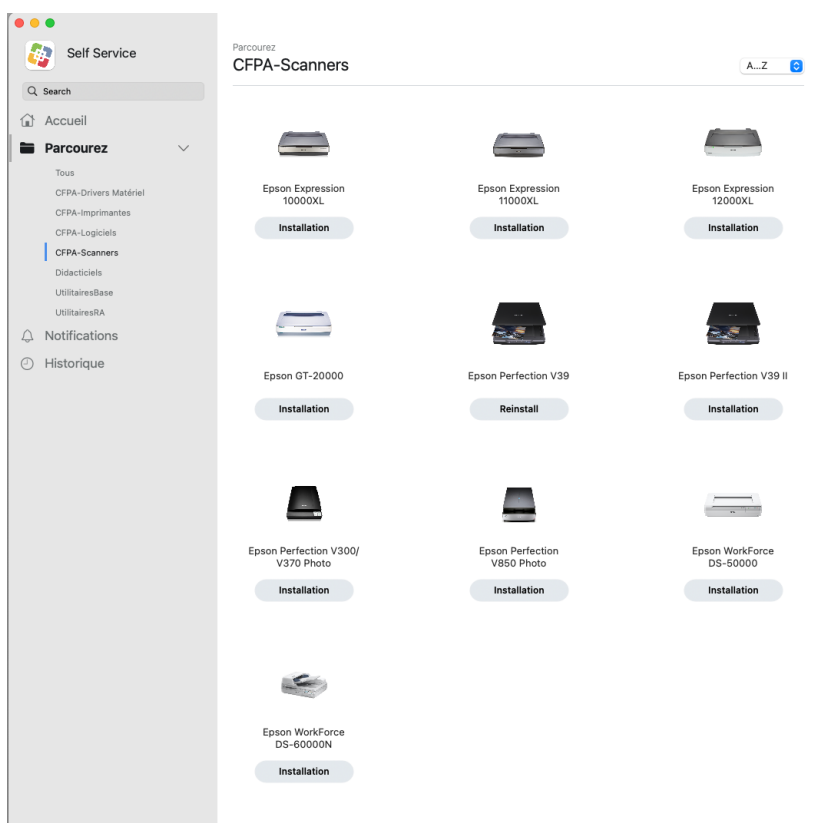 Self Service
Search
Accueil
Parcourez
Tous
CFPA-Drivers Matériel
CFPA-Imprimantes
CFPA-Logiciels
CFPA-Scanners
Didacticiels
UtilitairesBase
UtilitairesRA
Notifications
Historique
Parcourez
CFPA-Scanners
A...Z
Epson Expression
10000XL
Installation
Epson Expression
11000XL
Installation
Epson Expression
12000XL
Installation
Epson GT-20000
Installation
Epson Perfection V39
Reinstall
Epson Perfection V39 II
Installation
Epson Perfection V300/
V370 Photo
Installation
Epson Perfection
V850 Photo
Installation
Epson WorkForce
DS-50000
Installation
Epson WorkForce
DS-60000N
Installation